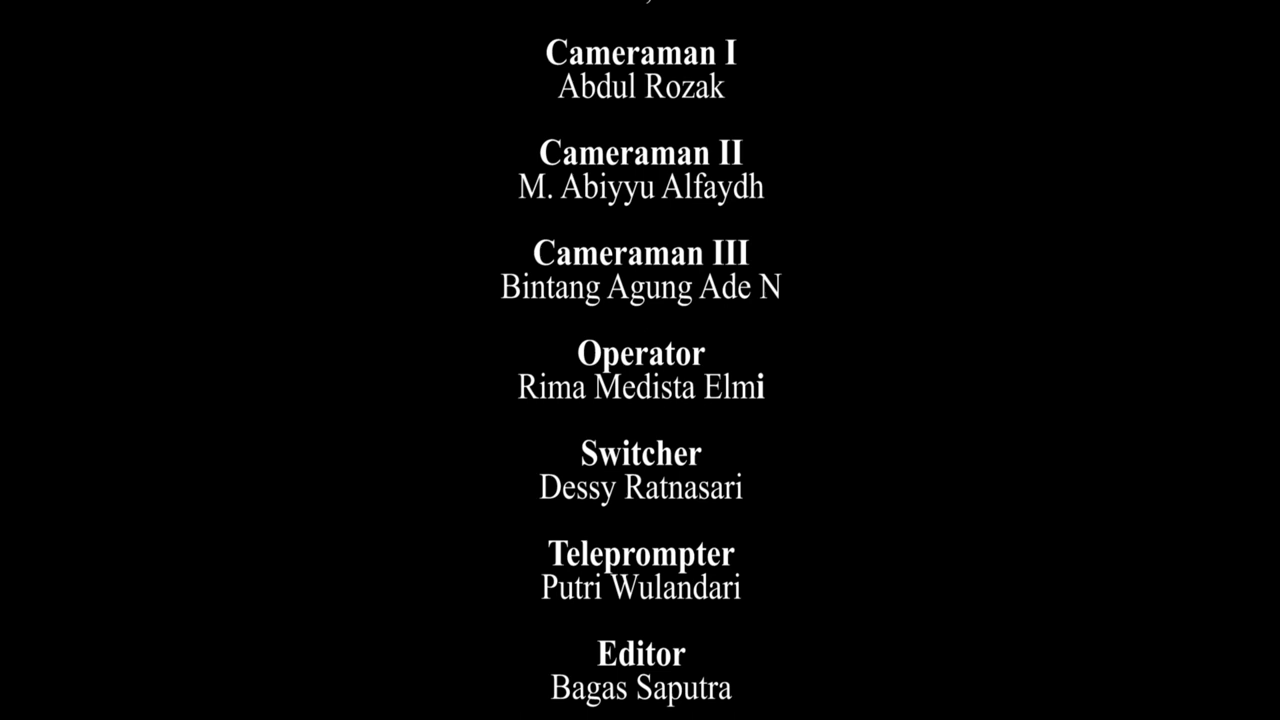 Cameraman I
Abdul Rozak
Cameraman II
M. Abiyyu Alfaydh
Cameraman III
Bintang Agung Ade N
Operator
Rima Medista Elmi
Switcher
Dessy Ratnasari
Teleprompter
Putri Wulandari
Editor
Bagas Saputra